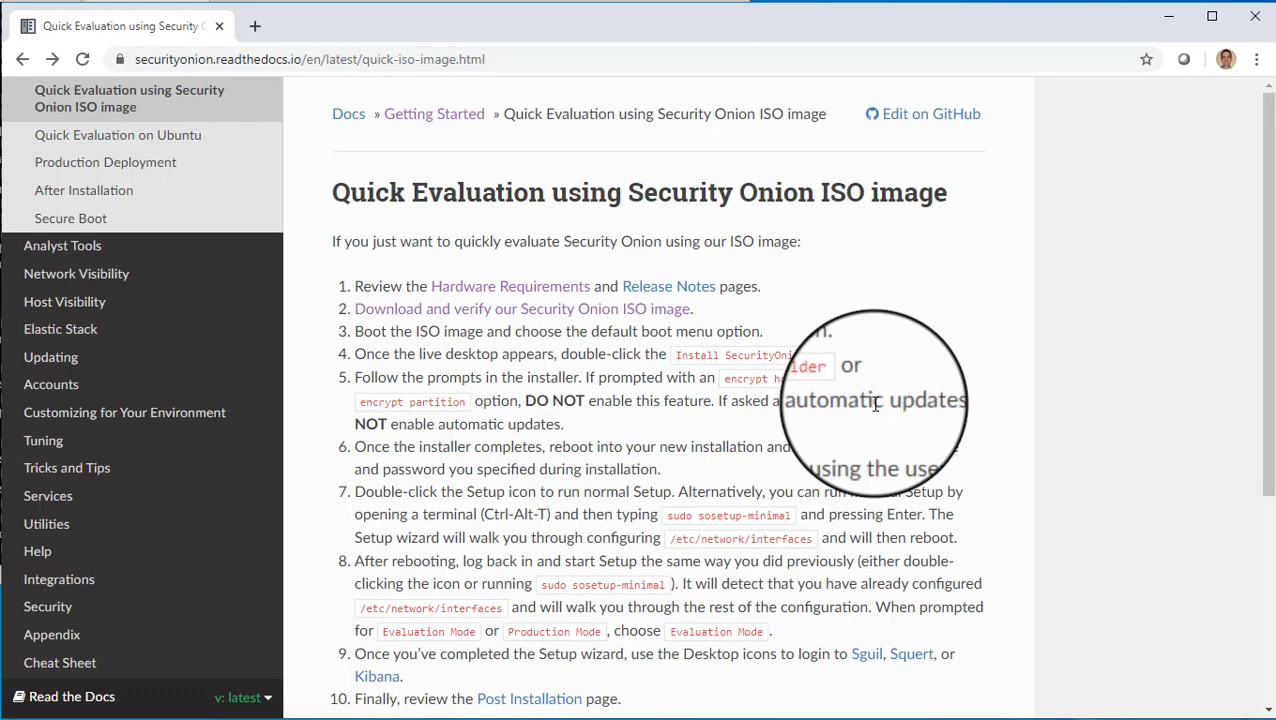 Quick Evaluation using Security O
securityonion.readthedocs.io/en/latest/quick-iso-image.html
Quick Evaluation using Security
Onion ISO image
Quick Evaluation on Ubuntu
Production Deployment
After Installation
Secure Boot
Analyst Tools
Network Visibility
Host Visibility
Elastic Stack
Updating
Accounts
Customizing for Your Environment
Tuning
Tricks and Tips
Services
Utilities
Help
Integrations
Security
Appendix
Cheat Sheet
Read the Docs v: latest
Docs » Getting Started » Quick Evaluation using Security Onion ISO image Edit on GitHub
Quick Evaluation using Security Onion ISO image
If you just want to quickly evaluate Security Onion using our ISO image:
1. Review the Hardware Requirements and Release Notes pages.
2. Download and verify our Security Onion ISO image.
3. Boot the ISO image and choose the default boot menu option.
4. Once the live desktop appears, double-click the Install SecurityOni
5. Follow the prompts in the installer. If prompted with an encrypt h lder or
encrypt partition option, DO NOT enable this feature. If asked a automatic updates
NOT enable automatic updates.
6. Once the installer completes, reboot into your new installation and using the use
and password you specified during installation.
7. Double-click the Setup icon to run normal Setup. Alternatively, you can run Setup by
opening a terminal (Ctrl-Alt-T) and then typing sudo sosetup-minimal and pressing Enter. The
Setup wizard will walk you through configuring /etc/network/interfaces and will then reboot.
8. After rebooting, log back in and start Setup the same way you did previously (either double-
clicking the icon or running sudo sosetup-minimal ). It will detect that you have already configured
/etc/network/interfaces and will walk you through the rest of the configuration. When prompted
for Evaluation Mode or Production Mode , choose Evaluation Mode .
9. Once you've completed the Setup wizard, use the Desktop icons to login to Sguil, Squert, or
Kibana.
10. Finally, review the Post Installation page.